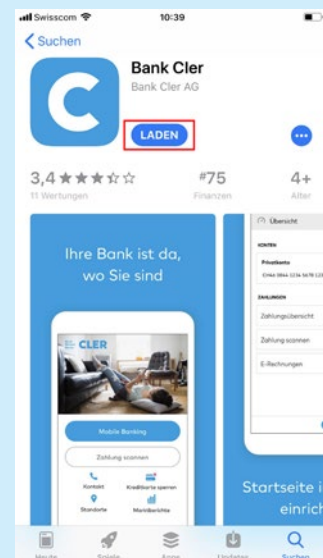 Swisscom
10:39
Suchen
Bank Cler
Bank Cler AG
LADEN
3,4
#75
4+
11 Wertungen
Finanzen
Alter
Ihre Bank ist da,
wo Sie sind
CLER
Mobile Banking
Zahlung scannen
Kontakt
Kreditkarte sperren
Standorte
Marktberichte
Übersicht
KONTEN
Privatkonto
ZAHLUNGEN
Zahlungsübersicht
Zahlung scannen
E-Rechnungen
Startseite
einrich
Heute
Spiele
Apps
Updates
Suchen